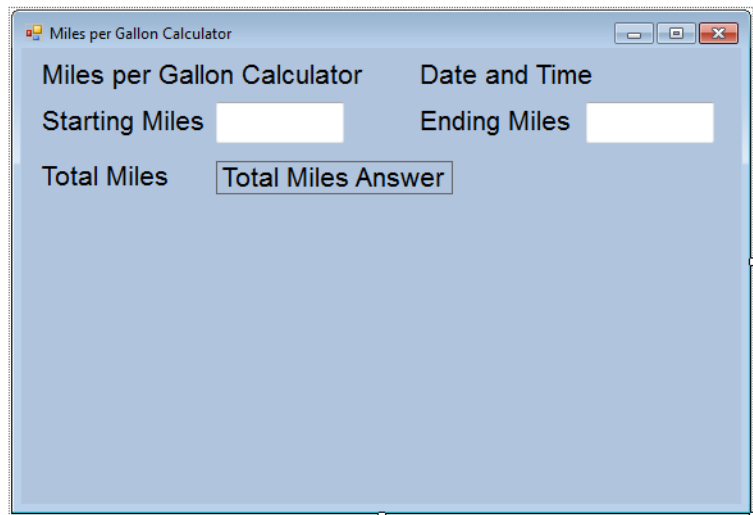 Miles per Gallon Calculator
Miles per Gallon Calculator Date and Time
Starting Miles Ending Miles
Total Miles Total Miles Answer